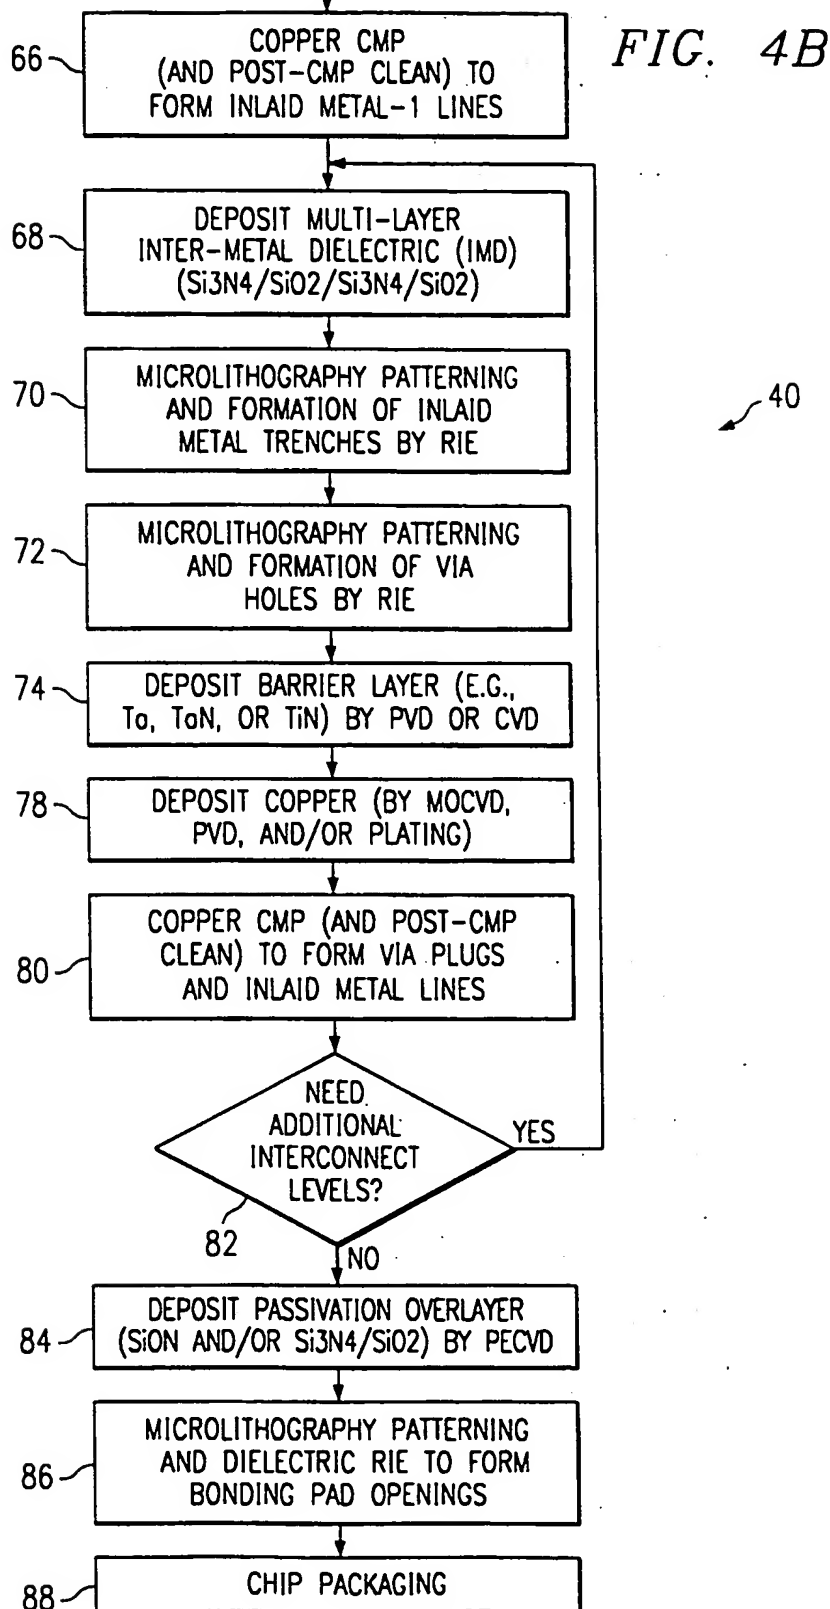 FIG. 4B
66
COPPER CMP
(AND POST-CMP CLEAN) TO
FORM INLAID METAL-1 LINES
68
DEPOSIT MULTI-LAYER
INTER-METAL DIELECTRIC (IMD)
(Si3N4/SiO2/Si3N4/SiO2)
70
MICROLITHOGRAPHY PATTERNING
AND FORMATION OF INLAID
METAL TRENCHES BY RIE
40
72
MICROLITHOGRAPHY PATTERNING
AND FORMATION OF VIA
HOLES BY RIE
74
DEPOSIT BARRIER LAYER (E.G.,
Ta, TaN, OR TiN) BY PVD OR CVD
78
DEPOSIT COPPER (BY MOCVD,
PVD, AND/OR PLATING)
80
COPPER CMP (AND POST-CMP
CLEAN) TO FORM VIA PLUGS
AND INLAID METAL LINES
NEED
ADDITIONAL
INTERCONNECT
LEVELS?
YES
82
NO
84
DEPOSIT PASSIVATION OVERLAYER
(SiON AND/OR Si3N4/SiO2) BY PECVD
86
MICROLITHOGRAPHY PATTERNING
AND DIELECTRIC RIE TO FORM
BONDING PAD OPENINGS
88
CHIP PACKAGING